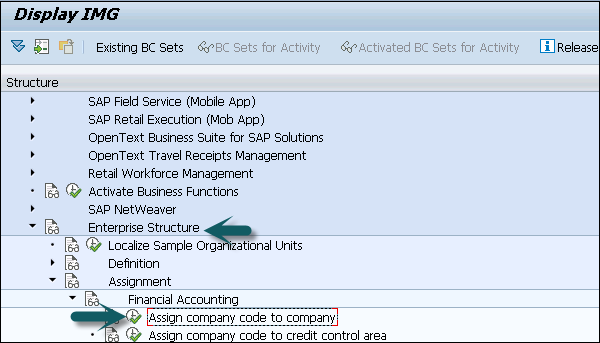 Display IMG
Existing BC Sets BC Sets for Activity Activated BC Sets for Activity Release
Structure
SAP Field Service (Mobile App)
SAP Retail Execution (Mob App)
OpenText Business Suite for SAP Solutions
OpenText Travel Receipts Management
Retail Workforce Management
Activate Business Functions
SAP NetWeaver
Enterprise Structure
Localize Sample Organizational Units
Definition
Assignment
Financial Accounting
Assign company code to company
Assign company code to credit control area